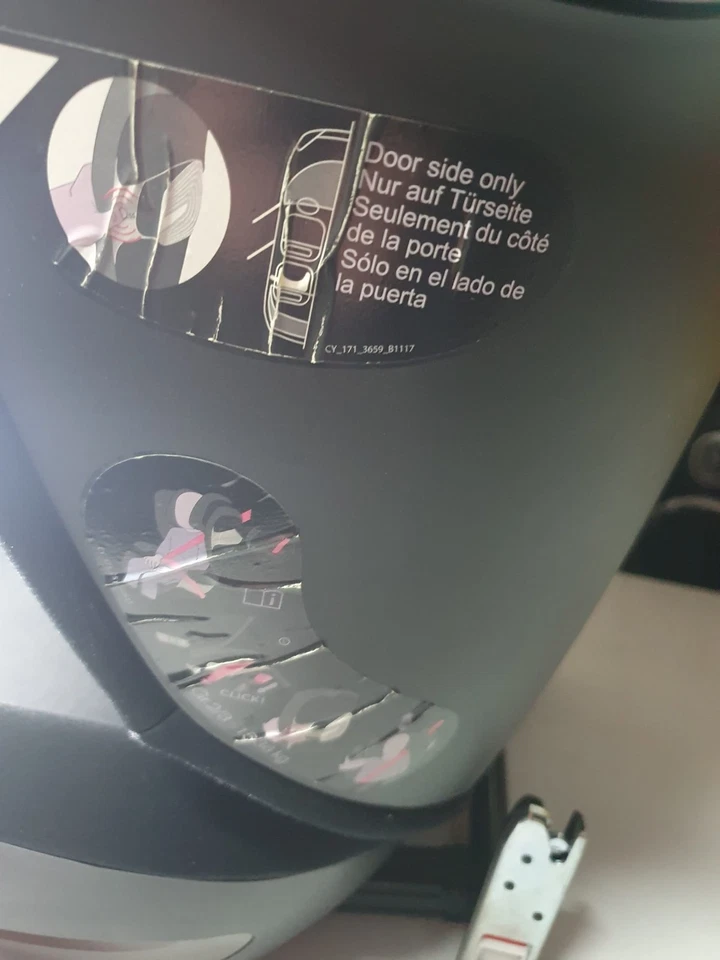 Door side only
Nur auf Türseite
Seulement du côté
de la porte
Sólo en el lado de
la puerta
CY_171_3659_B1117
CLICK!